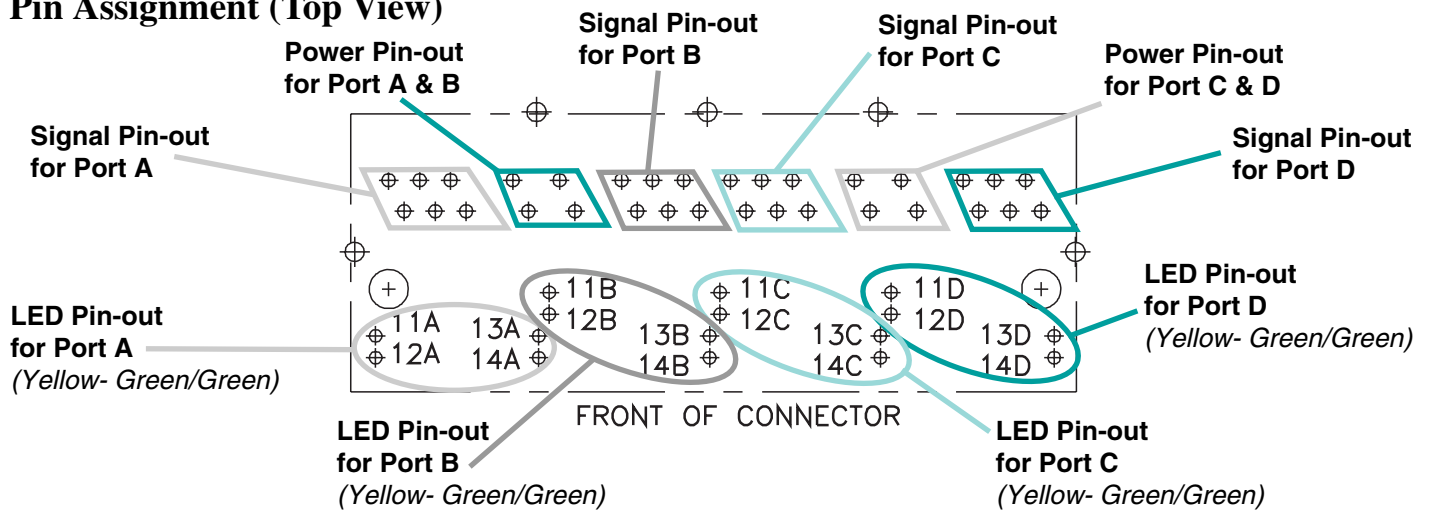 Pin Assignment (Top View)
Signal Pin-out
for Port B
Signal Pin-out
for Port C
Power Pin-out
for Port A & B
Power Pin-out
for Port C & D
Signal Pin-out
for Port A
Signal Pin-out
for Port D
11A
12A
13A
14A
11B
12B
13B
14B
11C
12C
13C
14C
11D
12D
13D
14D
LED Pin-out
for Port A
(Yellow- Green/Green)
LED Pin-out
for Port D
(Yellow- Green/Green)
FRONT OF CONNECTOR
LED Pin-out
for Port B
(Yellow- Green/Green)
LED Pin-out
for Port C
(Yellow- Green/Green)